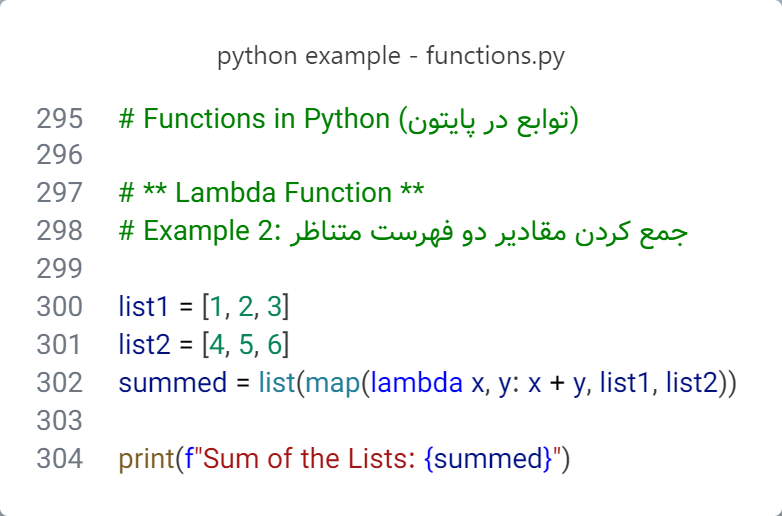 python example - functions.py
295 # Functions in Python (توابع در پایتون)
296
297 # ** Lambda Function **
298 # Example 2: جمع کردن مقادیر دو فهرست متناظر
299
300 list1 = [1, 2, 3]
301 list2 = [4, 5, 6]
302 summed = list(map(lambda x, y: x + y, list1, list2))
303
304 print(f"Sum of the Lists: {summed}")